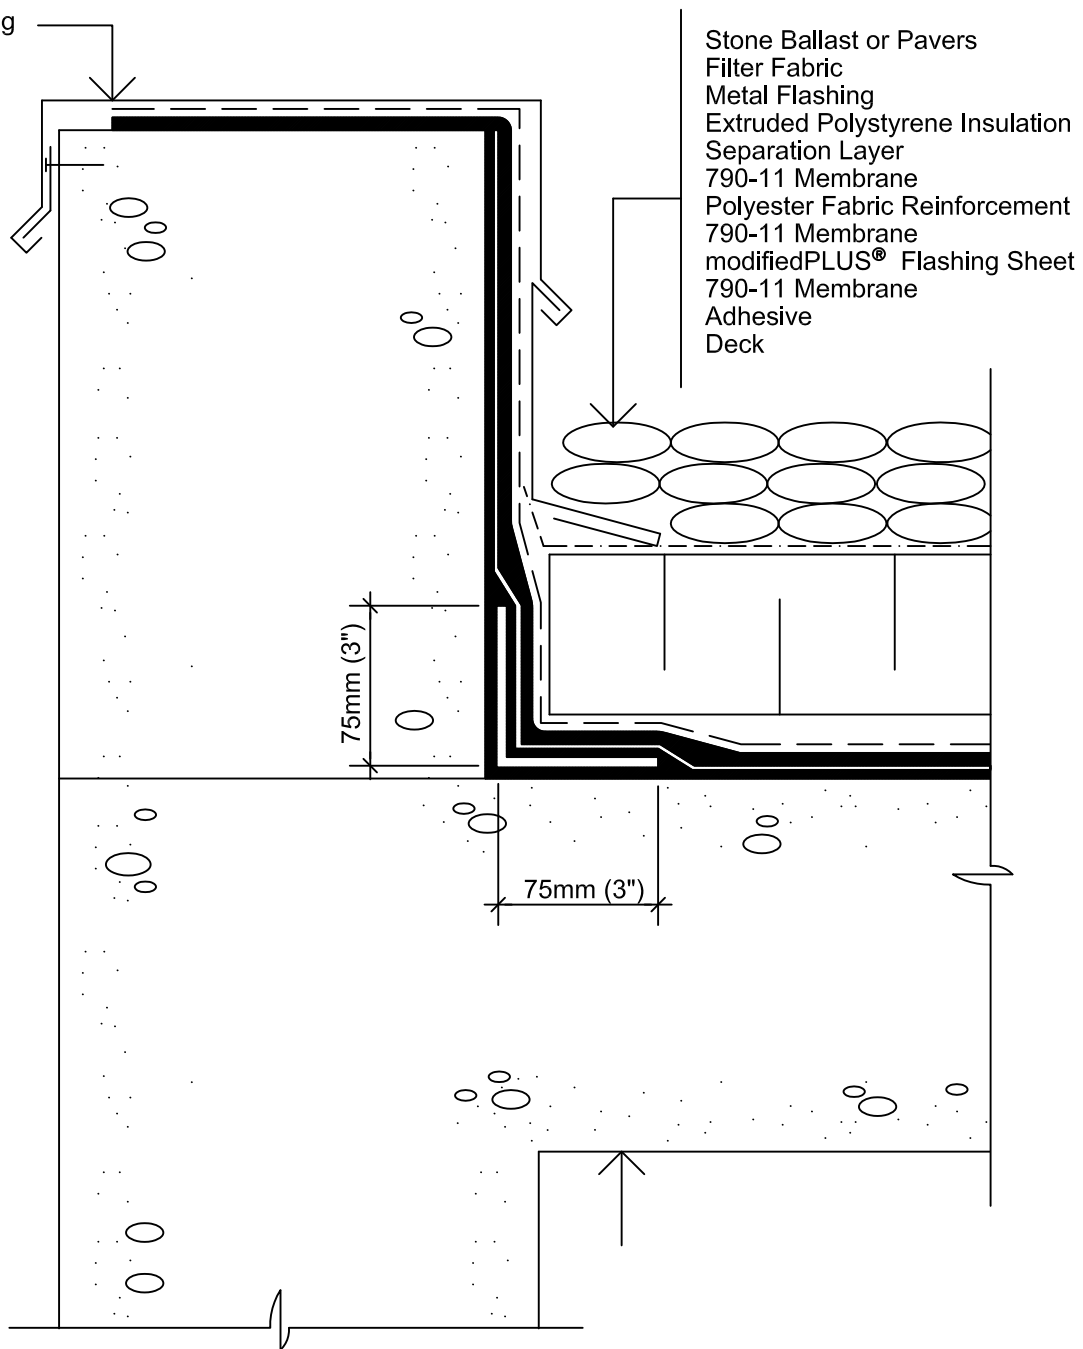 g
Stone Ballast or Pavers
Filter Fabric
Metal Flashing
Extruded Polystyrene Insulation
Separation Layer
790-11 Membrane
Polyester Fabric Reinforcement
790-11 Membrane
modifiedPLUS® Flashing Sheet
790-11 Membrane
Adhesive
Deck
75mm (3")
75mm (3")